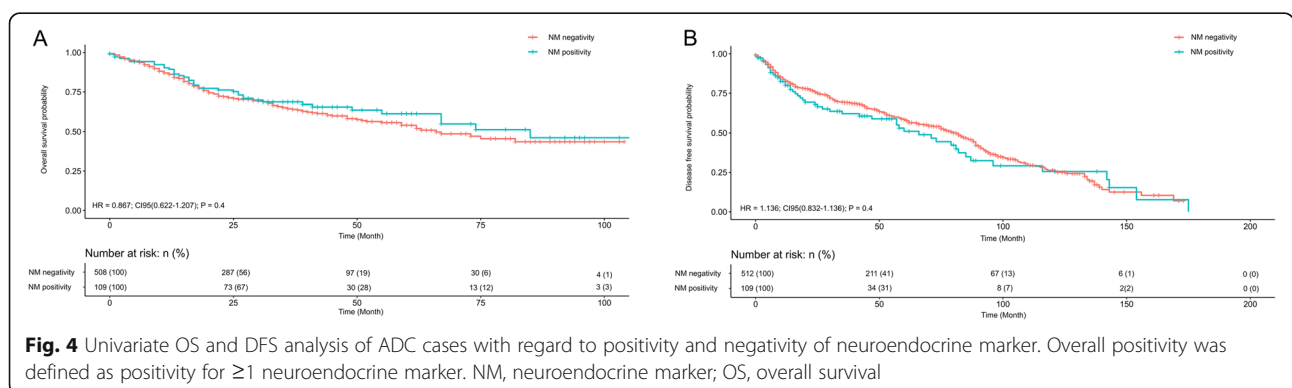 A
NM negativity
NM positivity
1.00
0.75
0.50
0.25
0.00
Overall survival probability
HR = 0.867; CI95(0.622-1.207); P = 0.4
0 25 50 75 100
Time (Month)
Number at risk: n (%)
NM negativity 508 (100) 287 (56) 97 (19) 30 (6) 4 (1)
NM positivity 109 (100) 73 (67) 30 (28) 13 (12) 3 (3)
0 25 50 75 100
Time (Month)
B
NM negativity
NM positivity
1.00
0.75
0.50
0.25
0.00
Disease free survival probability
HR = 1.136; CI95(0.832-1.136); P = 0.4
0 50 100 150 200
Time (Month)
Number at risk: n (%)
NM negativity 512 (100) 211 (41) 67 (13) 6 (1) 0 (0)
NM positivity 109 (100) 34 (31) 8 (7) 2(2) 0 (0)
0 50 100 150 200
Time (Month)
Fig. 4 Univariate OS and DFS analysis of ADC cases with regard to positivity and negativity of neuroendocrine marker. Overall positivity was
defined as positivity for ≥1 neuroendocrine marker. NM, neuroendocrine marker; OS, overall survival